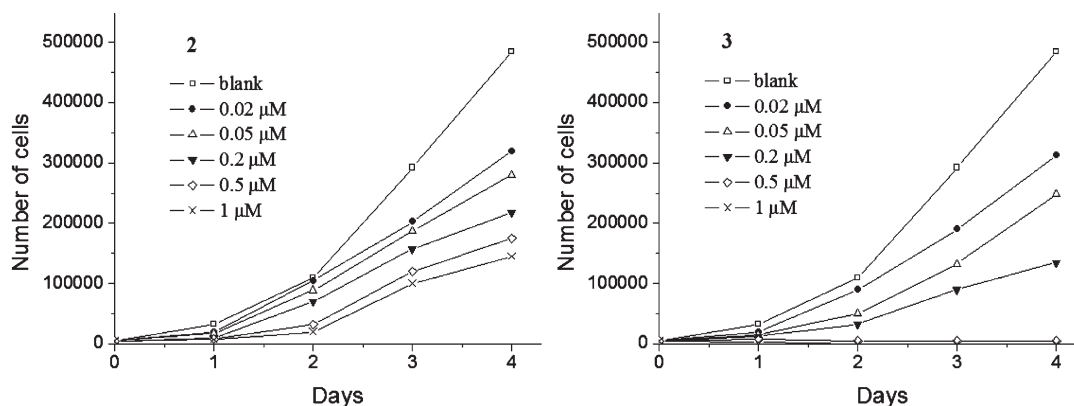 2
blank
0.02 µM
0.05 µM
0.2 µM
0.5 µM
1 µM
Number of cells
500000
400000
300000
200000
100000
0
0 1 2 3 4
Days
3
blank
0.02 µM
0.05 µM
0.2 µM
0.5 µM
1 µM
Number of cells
500000
400000
300000
200000
100000
0
0 1 2 3 4
Days